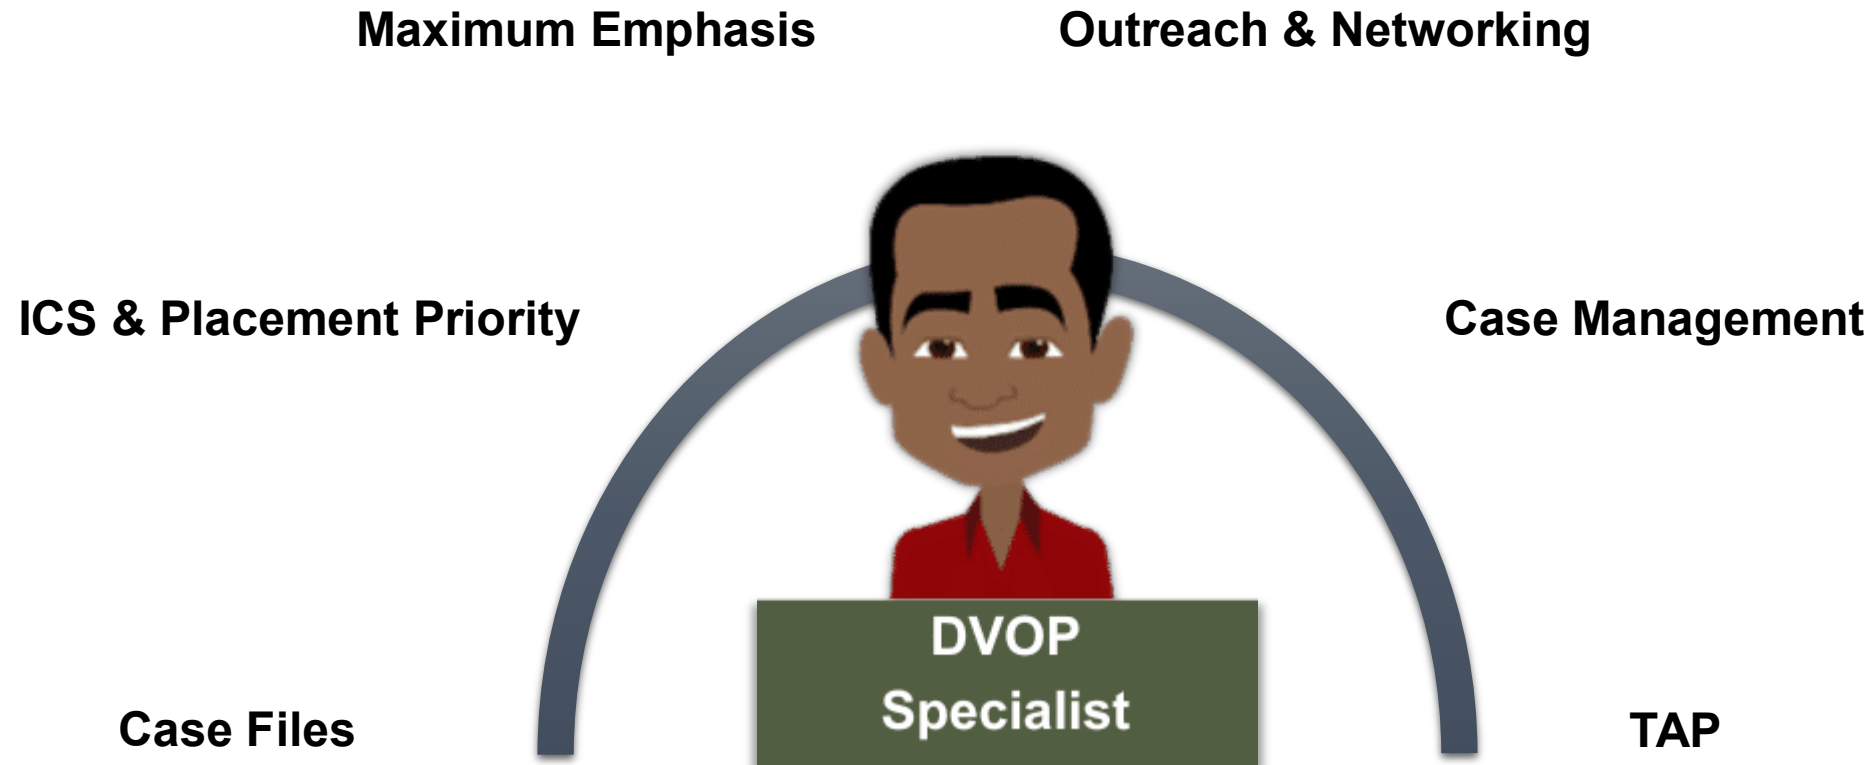 Maximum Emphasis
Outreach & Networking
ICS & Placement Priority
Case Management
DVOP
Specialist
Case Files
TAP